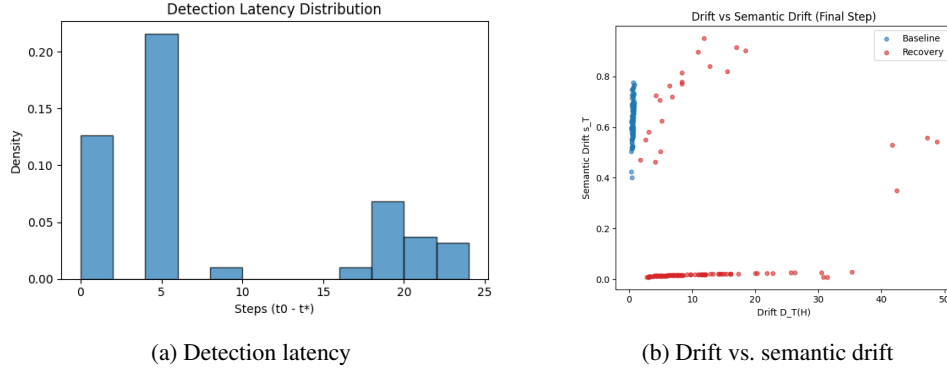 Detection Latency Distribution
0.20
0.15
0.10
0.05
0.00
Density
0
5
10
15
20
25
Steps (t0 - t*)
(a) Detection latency
Drift vs Semantic Drift (Final Step)
Baseline
Recovery
0.8
0.6
0.4
0.2
0.0
Semantic Drift s_T
0
10
20
30
40
50
Drift D_T(H)
(b) Drift vs. semantic drift